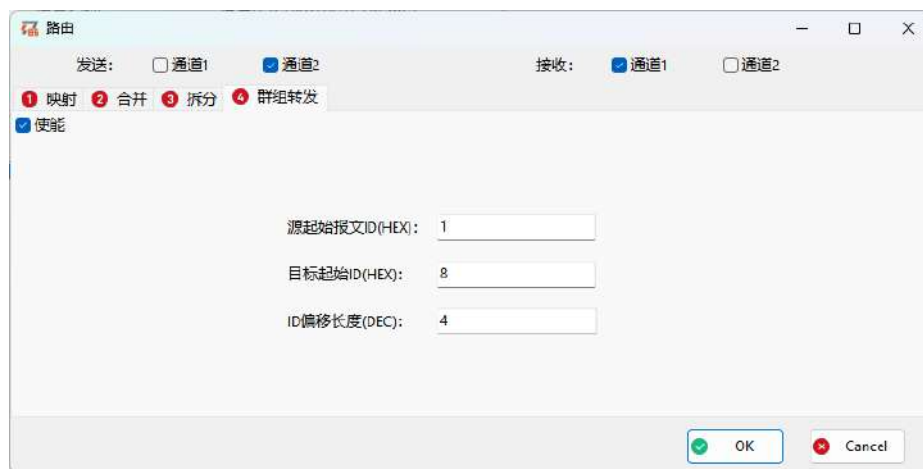 路由
发送: 通道1 通道2 接收: 通道1 通道2
1 映射 2 合并 3 拆分 4 群组转发
使能
源起始报文ID(HEX): 1
目标起始ID(HEX): 8
ID偏移长度(DEC): 4
OK Cancel